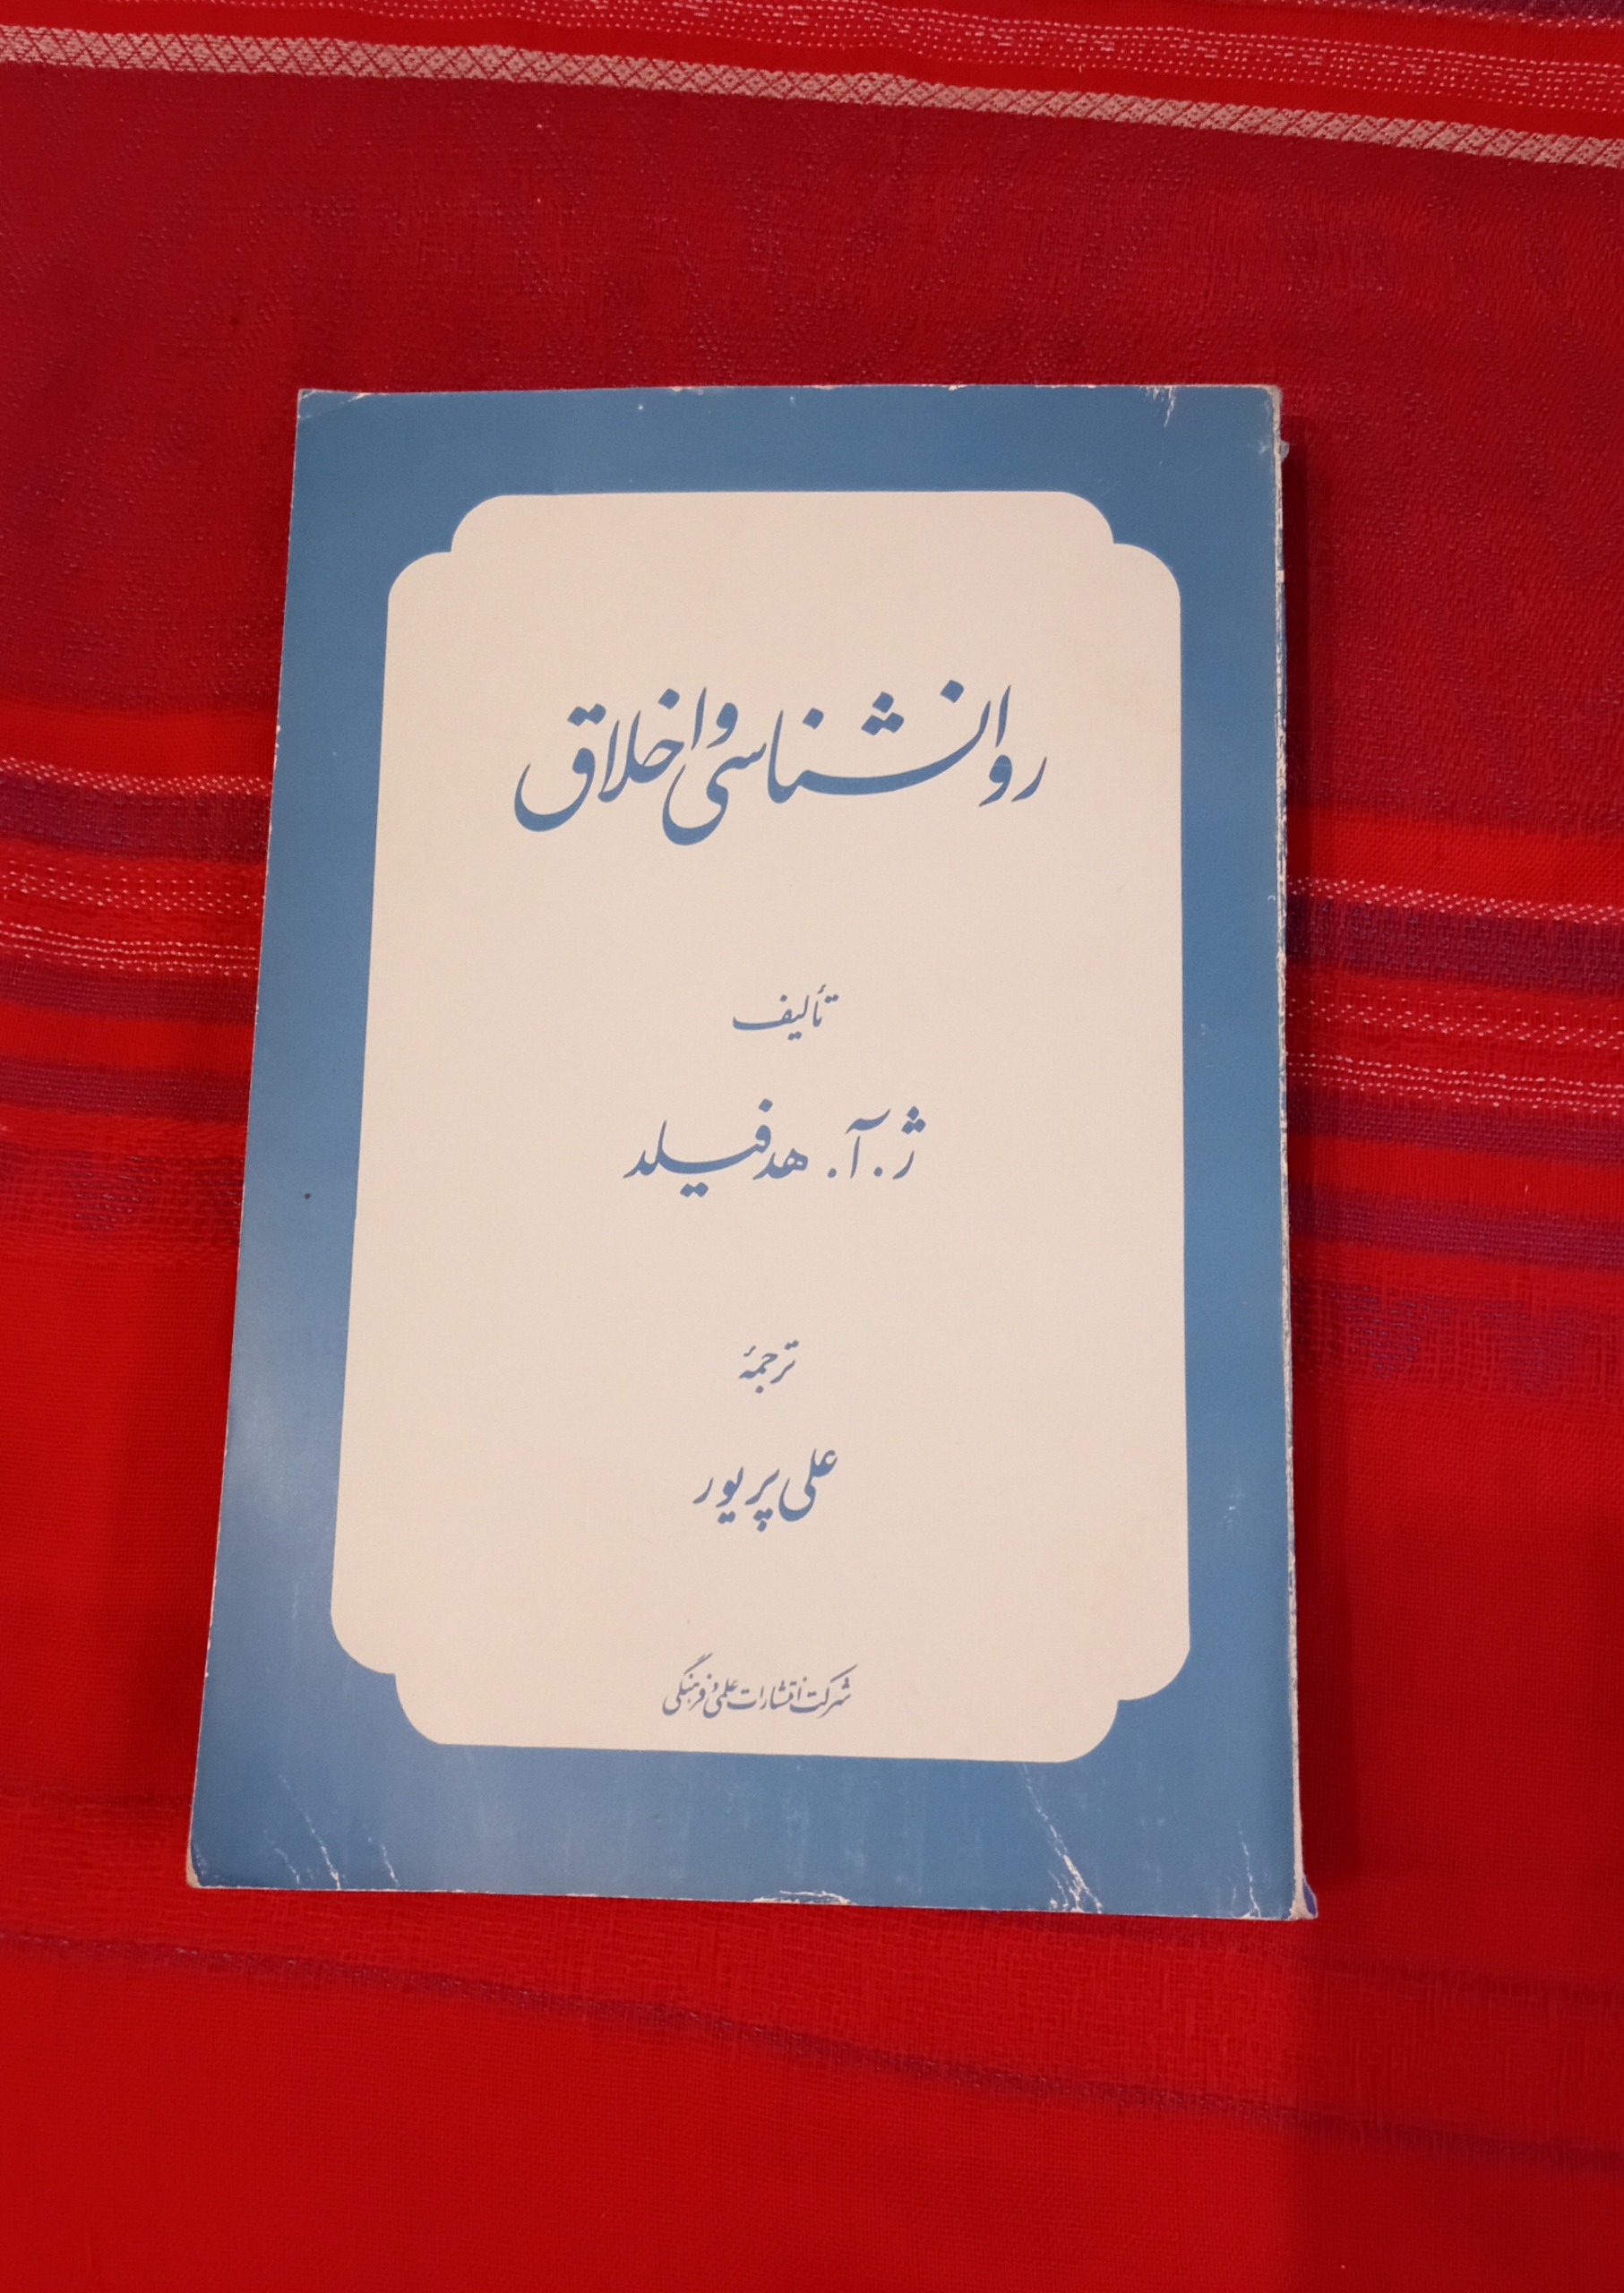 روانشناسی و اخلاق
تألیف
ژ. آ. هدفیلد
ترجمهٔ
علی پریور
شرکت انتشارات علمی و فرهنگی